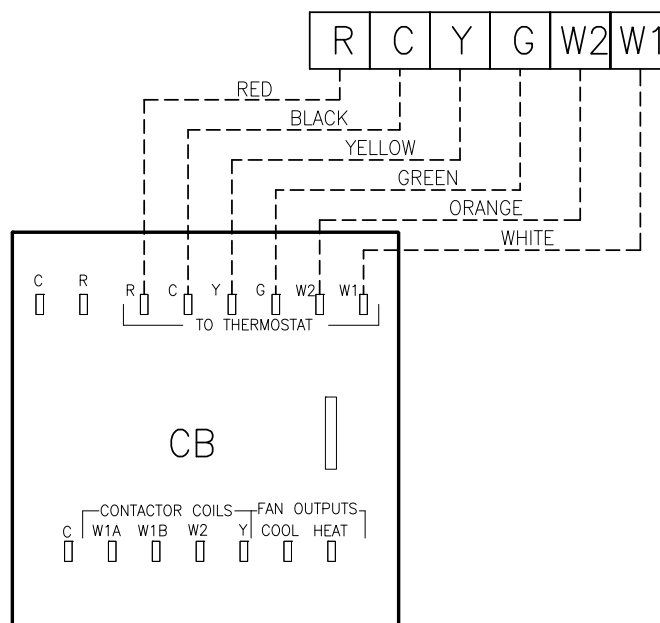 R C Y G W2 W1
RED
BLACK
YELLOW
GREEN
ORANGE
WHITE
C R R C Y G W2 W1
TO THERMOSTAT
CB
CONTACTOR COILS FAN OUTPUTS
C W1A W1B W2 Y COOL HEAT